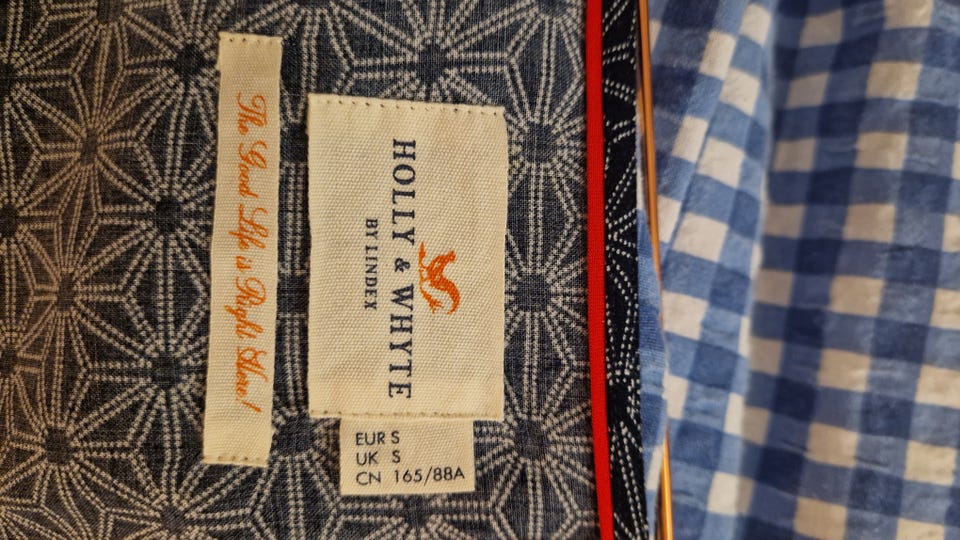 HOLLY & WHYTE
BY LINDEX
EUR S
UK S
CN 165/88A
The Good Life is Right Here!